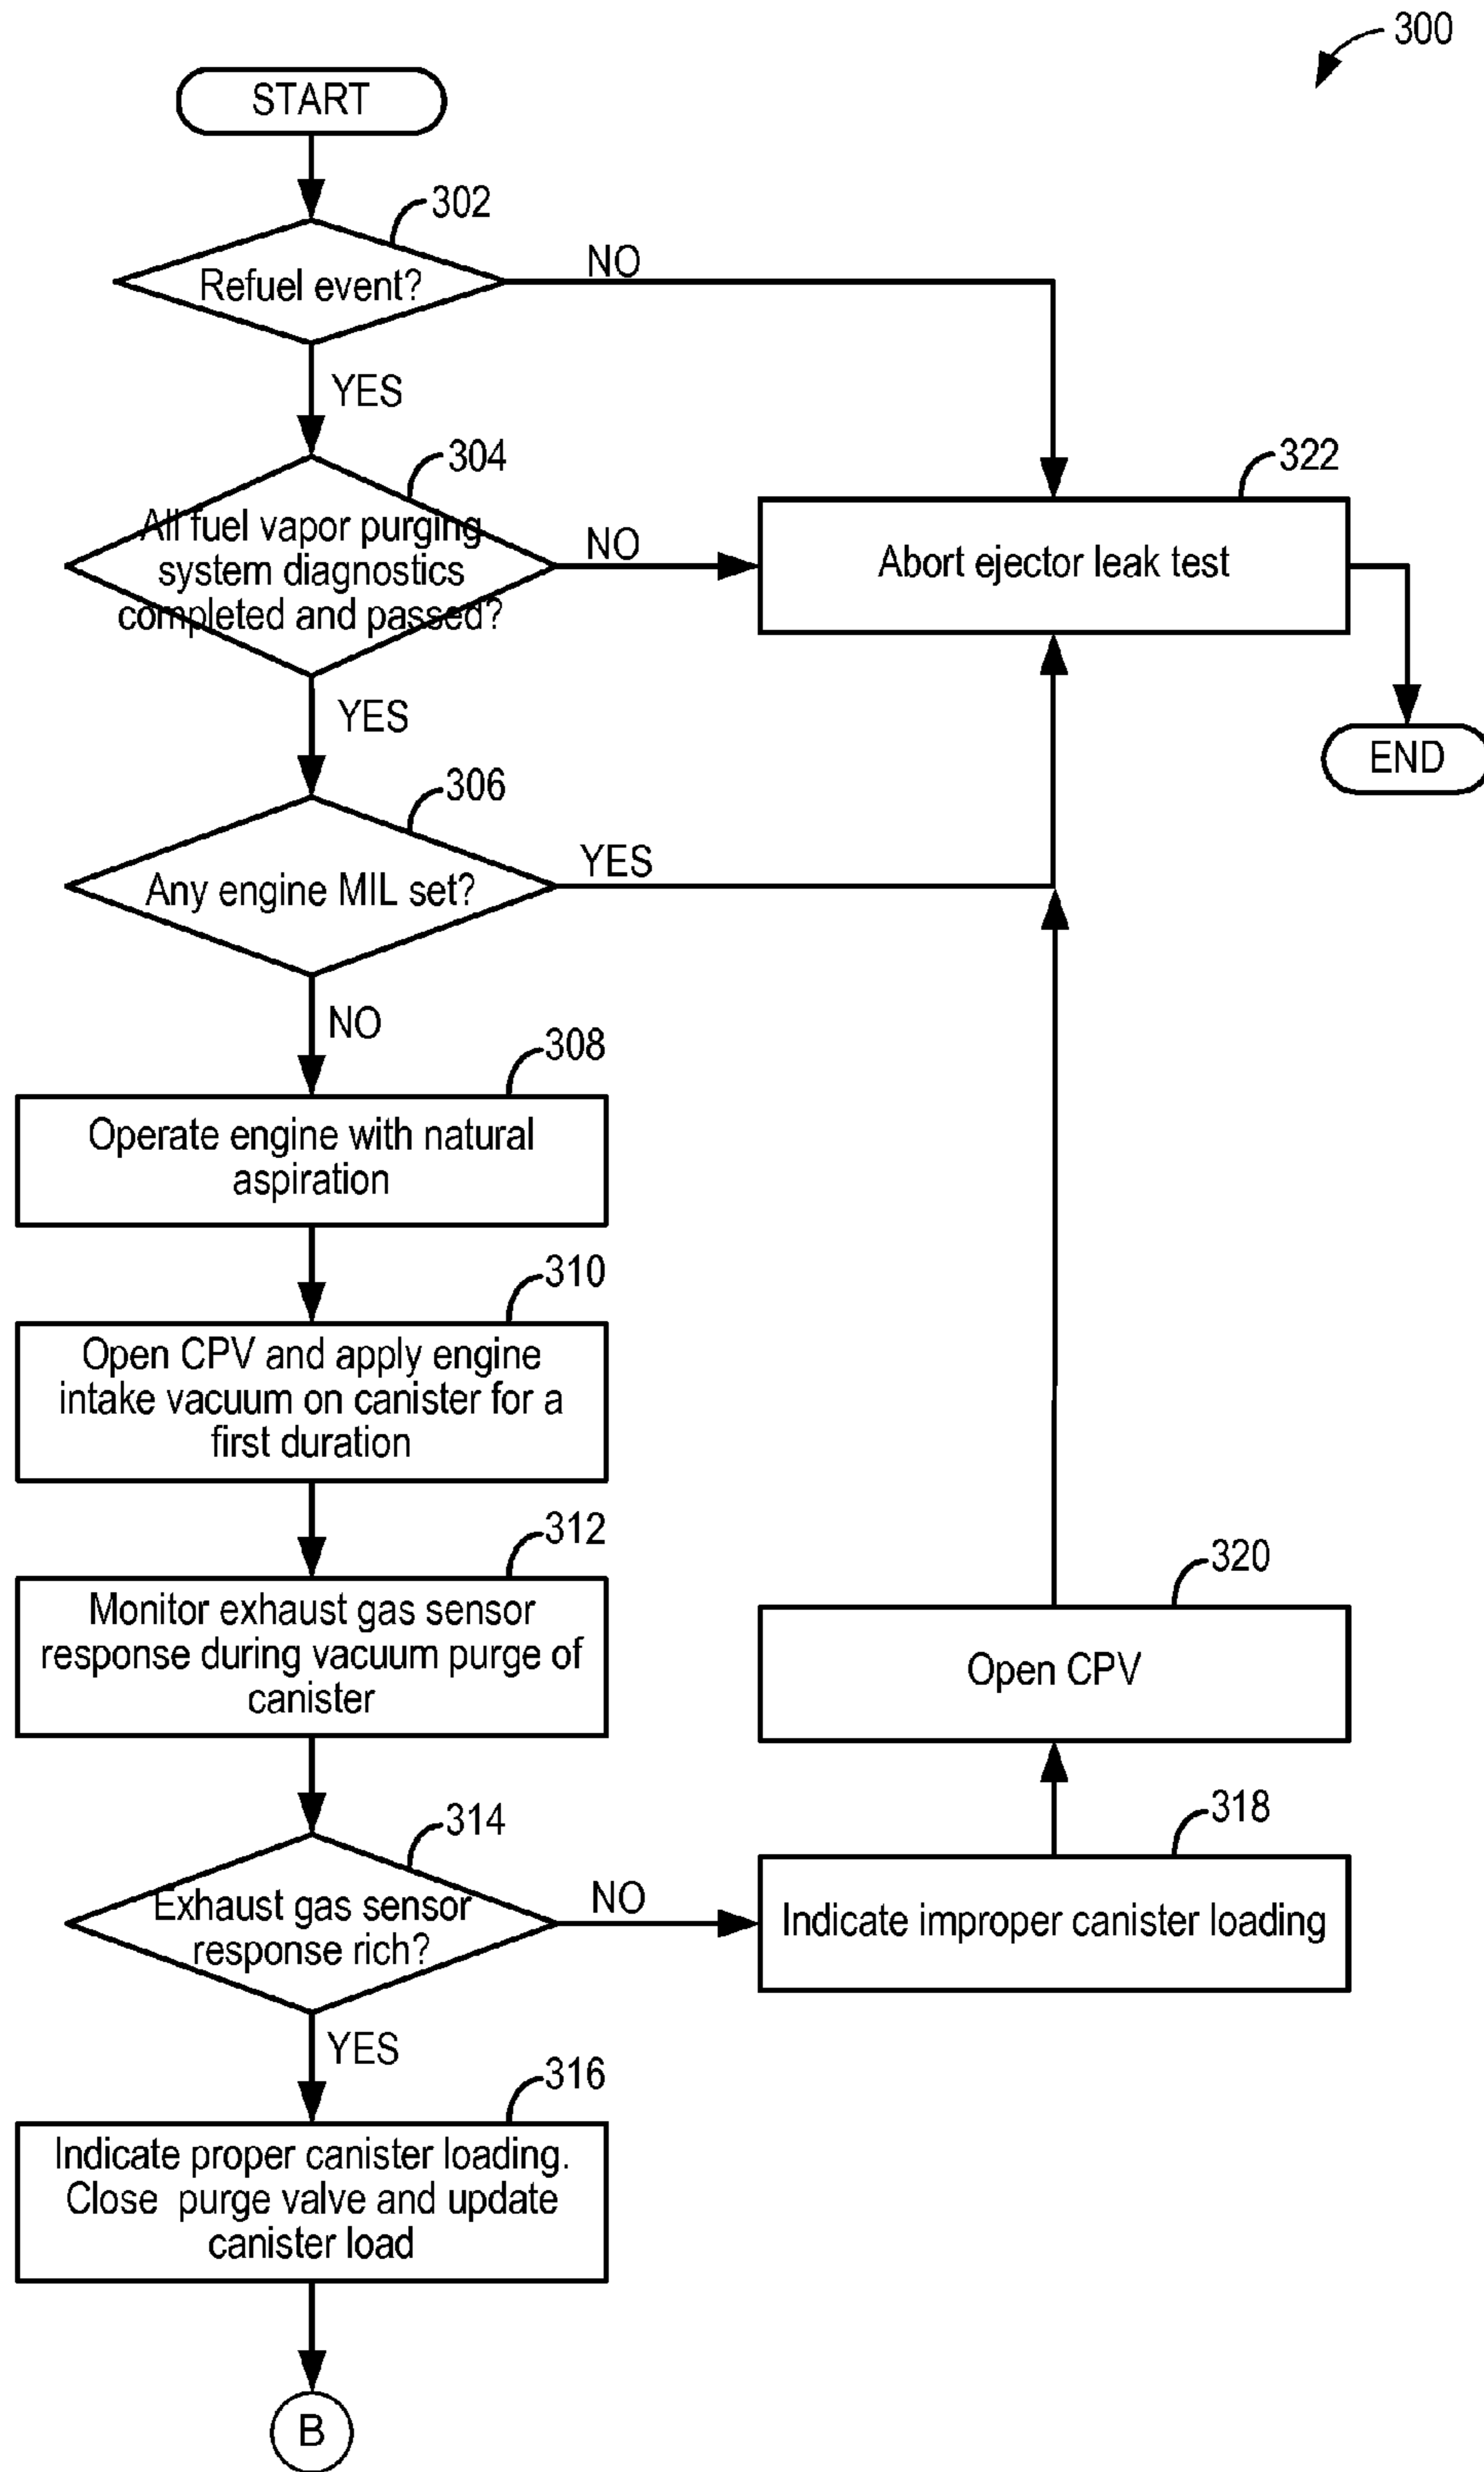 300
START
302
Refuel event?
NO
YES
304
All fuel vapor purging
system diagnostics
completed and passed?
NO
322
Abort ejector leak test
YES
END
306
Any engine MIL set?
YES
NO
308
Operate engine with natural
aspiration
310
Open CPV and apply engine
intake vacuum on canister for a
first duration
312
Monitor exhaust gas sensor
response during vacuum purge of
canister
320
Open CPV
314
Exhaust gas sensor
response rich?
NO
318
Indicate improper canister loading
YES
316
Indicate proper canister loading.
Close purge valve and update
canister load
B